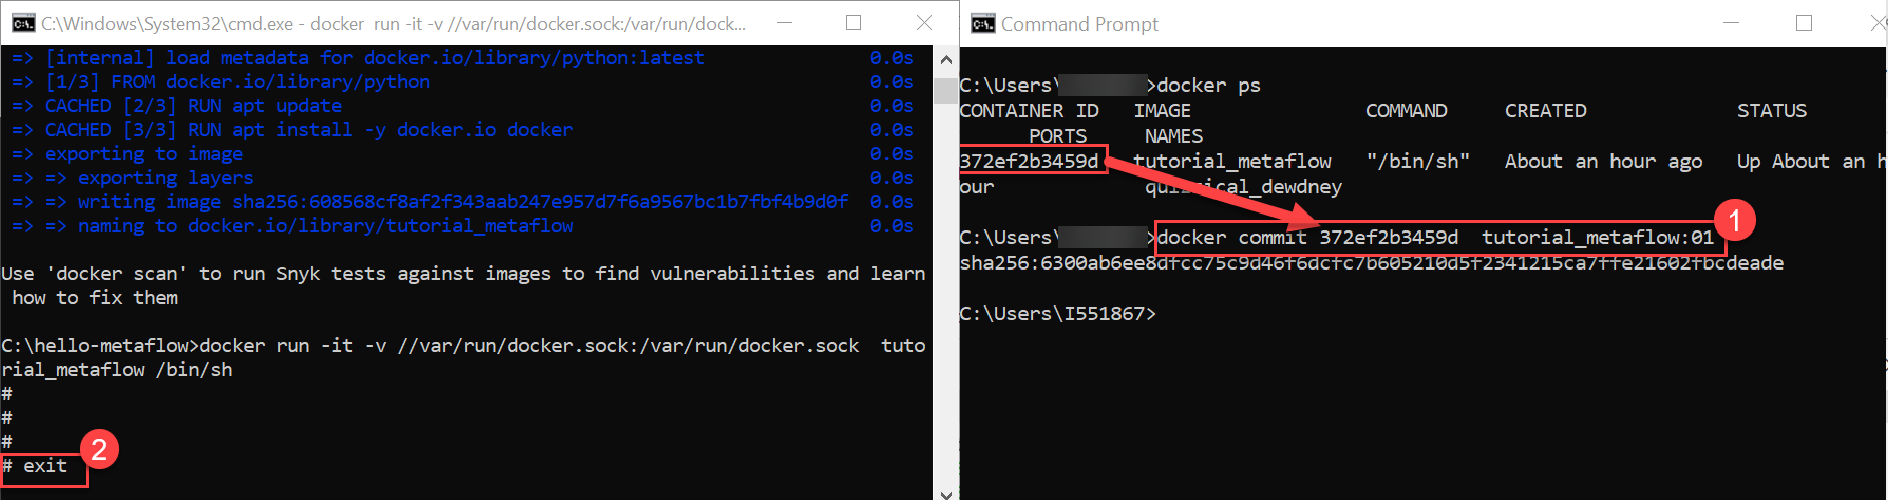 C:\Windows\System32\cmd.exe - docker run -it -v //var/run/docker.sock:/var/run/dock...
=> [internal] load metadata for docker.io/library/python:latest 0.0s
=> [1/3] FROM docker.io/library/python 0.0s
=> CACHED [2/3] RUN apt update 0.0s
=> CACHED [3/3] RUN apt install -y docker.io docker 0.0s
=> exporting to image 0.0s
=> => exporting layers 0.0s
=> => writing image sha256:608568cf8af2f343aab247e957d7f6a9567bc1b7fbf4b9d0f 0.0s
=> => naming to docker.io/library/tutorial_metaflow 0.0s
Use 'docker scan' to run Snyk tests against images to find vulnerabilities and learn
how to fix them
C:\hello-metaflow>docker run -it -v //var/run/docker.sock:/var/run/docker.sock tuto
rial_metaflow /bin/sh
#
#
#
# exit
2
Command Prompt
C:\Users\ >docker ps
CONTAINER ID IMAGE COMMAND CREATED STATUS
PORTS NAMES
372ef2b3459d tutorial_metaflow "/bin/sh" About an hour ago Up About an h
our quizzical_dewdney
C:\Users\ >docker commit 372ef2b3459d tutorial_metaflow:01
1
sha256:6300ab6ee8dfcc75c9d46f6dcfc7b605210d5f2341215ca7ffe21602fbcdeade
C:\Users\I551867>